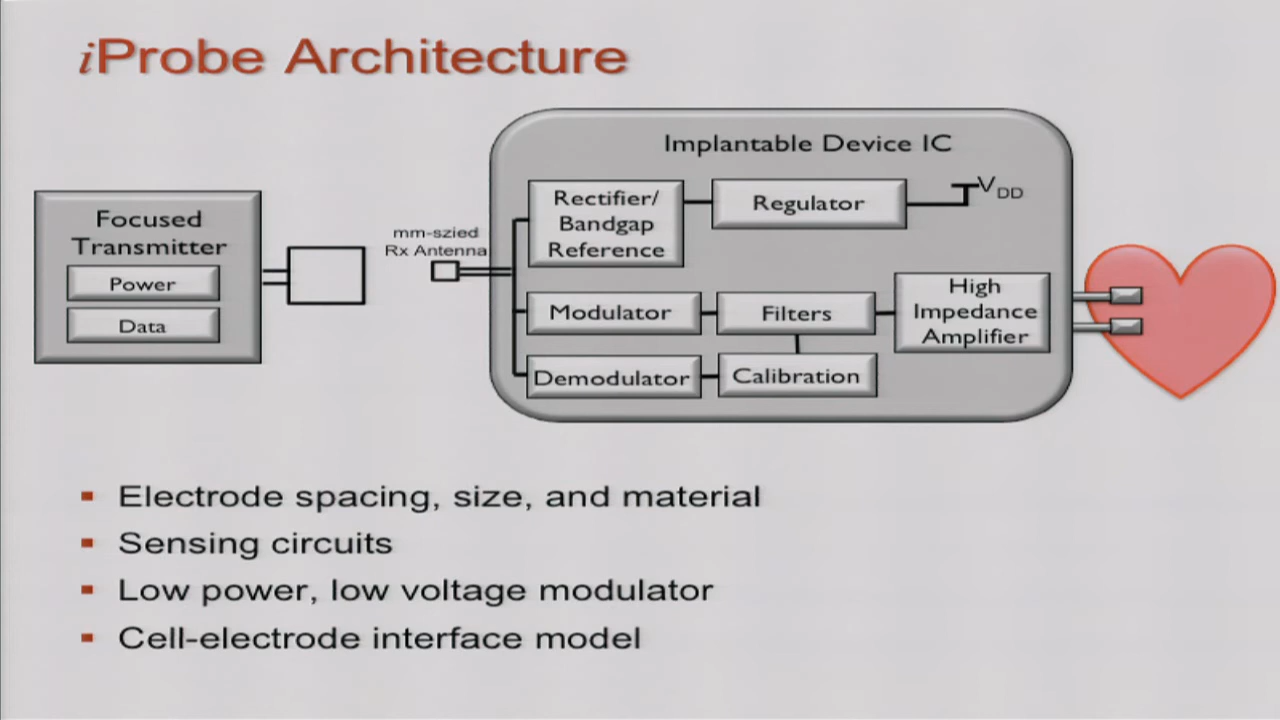 iProbe Architecture
Implantable Device IC
Focused
Transmitter
Power
Data
mm-szied
Rx Antenna
Rectifier/
Bandgap
Reference
Regulator
VDD
Modulator
Filters
High
Impedance
Amplifier
Demodulator
Calibration
Electrode spacing, size, and material
Sensing circuits
Low power, low voltage modulator
Cell-electrode interface model